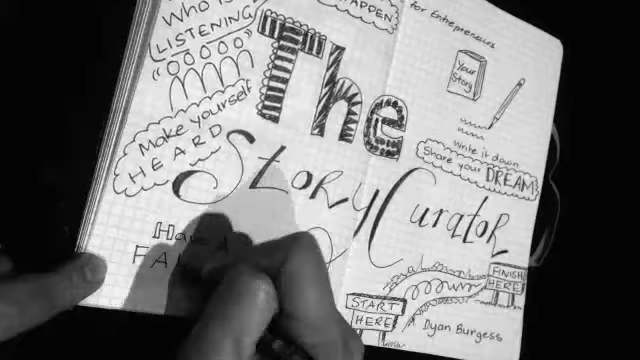 Who is
LISTENING
Make yourself
HEARD
HAPPEN
for Entrepreneurs
The
Story Curator
Your
Story
Write it down
Share your DREAM
START
HERE
FINISH
HERE
Dyan Burgess